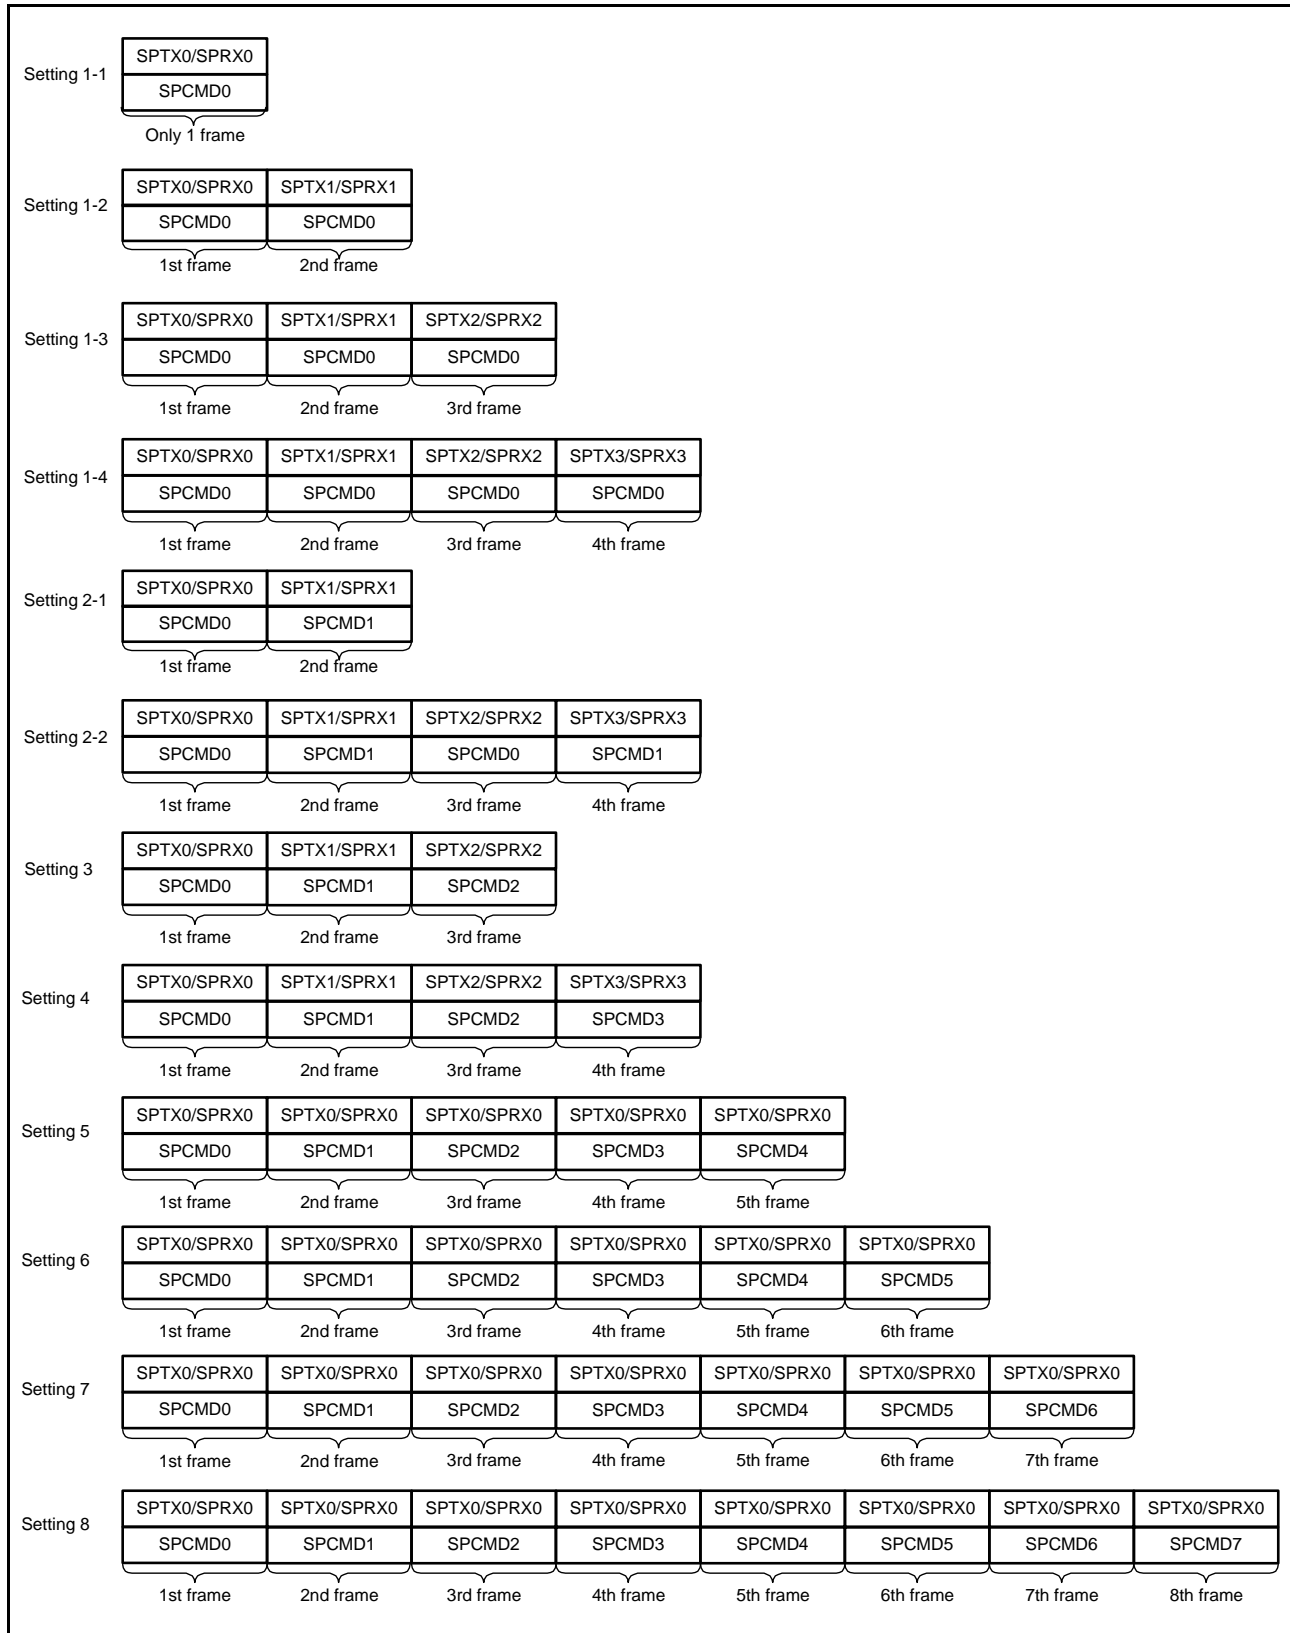 SPTX0/SPRX0
Setting 1-1
SPCMD0
Only 1 frame
SPTX0/SPRX0 SPTX1/SPRX1
Setting 1-2
SPCMD0 SPCMD0
1st frame 2nd frame
SPTX0/SPRX0 SPTX1/SPRX1 SPTX2/SPRX2
Setting 1-3
SPCMD0 SPCMD0 SPCMD0
1st frame 2nd frame 3rd frame
SPTX0/SPRX0 SPTX1/SPRX1 SPTX2/SPRX2 SPTX3/SPRX3
Setting 1-4
SPCMD0 SPCMD0 SPCMD0 SPCMD0
1st frame 2nd frame 3rd frame 4th frame
SPTX0/SPRX0 SPTX1/SPRX1
Setting 2-1
SPCMD0 SPCMD1
1st frame 2nd frame
SPTX0/SPRX0 SPTX1/SPRX1 SPTX2/SPRX2 SPTX3/SPRX3
Setting 2-2
SPCMD0 SPCMD1 SPCMD0 SPCMD1
1st frame 2nd frame 3rd frame 4th frame
SPTX0/SPRX0 SPTX1/SPRX1 SPTX2/SPRX2
Setting 3
SPCMD0 SPCMD1 SPCMD2
1st frame 2nd frame 3rd frame
SPTX0/SPRX0 SPTX1/SPRX1 SPTX2/SPRX2 SPTX3/SPRX3
Setting 4
SPCMD0 SPCMD1 SPCMD2 SPCMD3
1st frame 2nd frame 3rd frame 4th frame
SPTX0/SPRX0 SPTX0/SPRX0 SPTX0/SPRX0 SPTX0/SPRX0 SPTX0/SPRX0
Setting 5
SPCMD0 SPCMD1 SPCMD2 SPCMD3 SPCMD4
1st frame 2nd frame 3rd frame 4th frame 5th frame
SPTX0/SPRX0 SPTX0/SPRX0 SPTX0/SPRX0 SPTX0/SPRX0 SPTX0/SPRX0 SPTX0/SPRX0
Setting 6
SPCMD0 SPCMD1 SPCMD2 SPCMD3 SPCMD4 SPCMD5
1st frame 2nd frame 3rd frame 4th frame 5th frame 6th frame
SPTX0/SPRX0 SPTX0/SPRX0 SPTX0/SPRX0 SPTX0/SPRX0 SPTX0/SPRX0 SPTX0/SPRX0 SPTX0/SPRX0
Setting 7
SPCMD0 SPCMD1 SPCMD2 SPCMD3 SPCMD4 SPCMD5 SPCMD6
1st frame 2nd frame 3rd frame 4th frame 5th frame 6th frame 7th frame
SPTX0/SPRX0 SPTX0/SPRX0 SPTX0/SPRX0 SPTX0/SPRX0 SPTX0/SPRX0 SPTX0/SPRX0 SPTX0/SPRX0 SPTX0/SPRX0
Setting 8
SPCMD0 SPCMD1 SPCMD2 SPCMD3 SPCMD4 SPCMD5 SPCMD6 SPCMD7
1st frame 2nd frame 3rd frame 4th frame 5th frame 6th frame 7th frame 8th frame